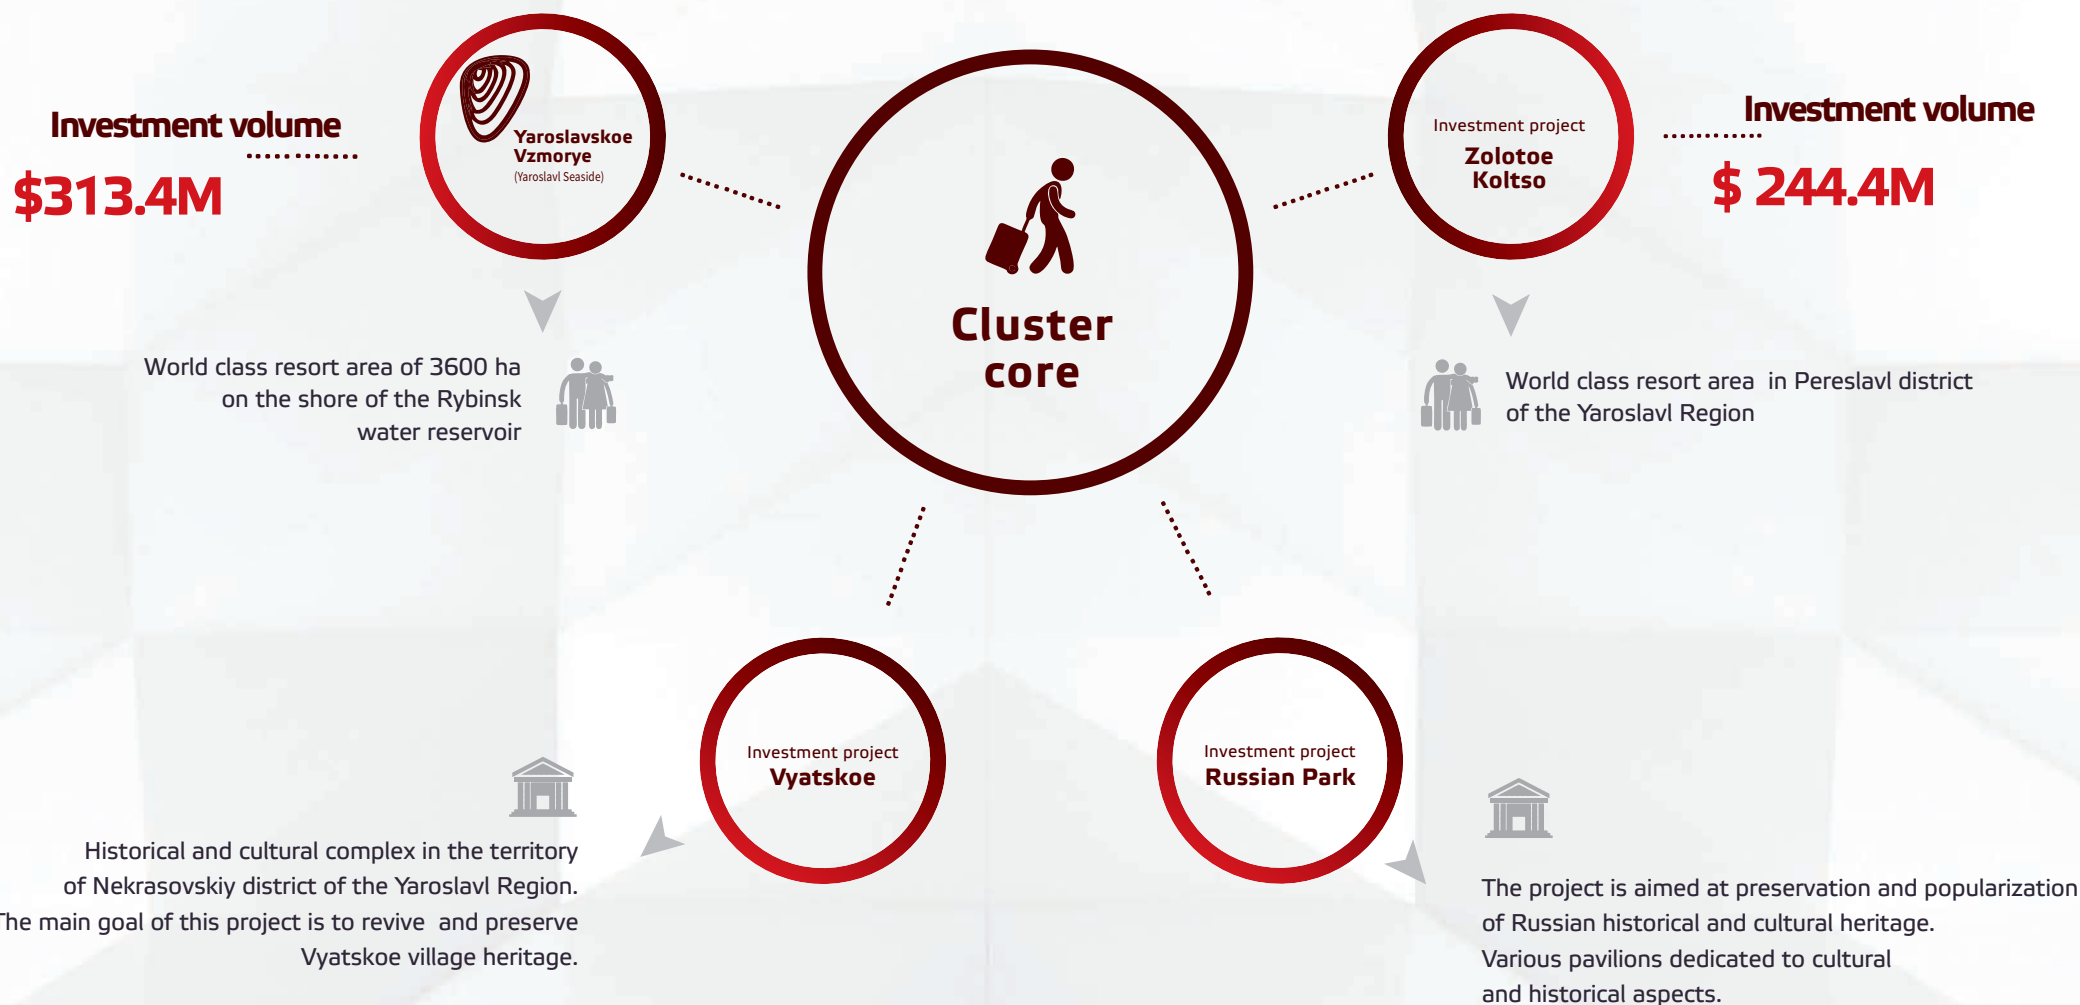 Investment volume
$313.4M
Yaroslavskoe
Vzmorye
(Yaroslavl Seaside)
World class resort area of 3600 ha
on the shore of the Rybinsk
water reservoir
Cluster
core
Investment project
Zolotoe
Koltso
Investment volume
$ 244.4M
World class resort area in Pereslavl district
of the Yaroslavl Region
Investment project
Vyatskoe
Historical and cultural complex in the territory
of Nekrasovskiy district of the Yaroslavl Region.
The main goal of this project is to revive and preserve
Vyatskoe village heritage.
Investment project
Russian Park
The project is aimed at preservation and popularization
of Russian historical and cultural heritage.
Various pavilions dedicated to cultural
and historical aspects.